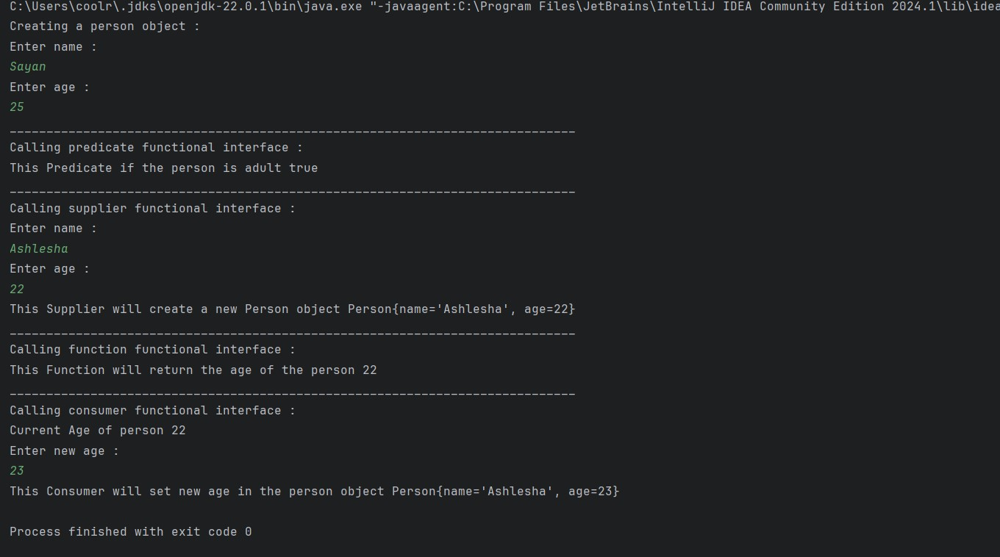 C:\Users\coolr\.jdks\openjdk-22.0.1\bin\java.exe "-javaagent:C:\Program Files\JetBrains\IntelliJ IDEA Community Edition 2024.1\lib\idea
Creating a person object :
Enter name :
Sayan
Enter age :
25
_____________________________________________________________________________
Calling predicate functional interface :
This Predicate if the person is adult true
_____________________________________________________________________________
Calling supplier functional interface :
Enter name :
Ashlesha
Enter age :
22
This Supplier will create a new Person object Person{name='Ashlesha', age=22}
_____________________________________________________________________________
Calling function functional interface :
This Function will return the age of the person 22
_____________________________________________________________________________
Calling consumer functional interface :
Current Age of person 22
Enter new age :
23
This Consumer will set new age in the person object Person{name='Ashlesha', age=23}
Process finished with exit code 0